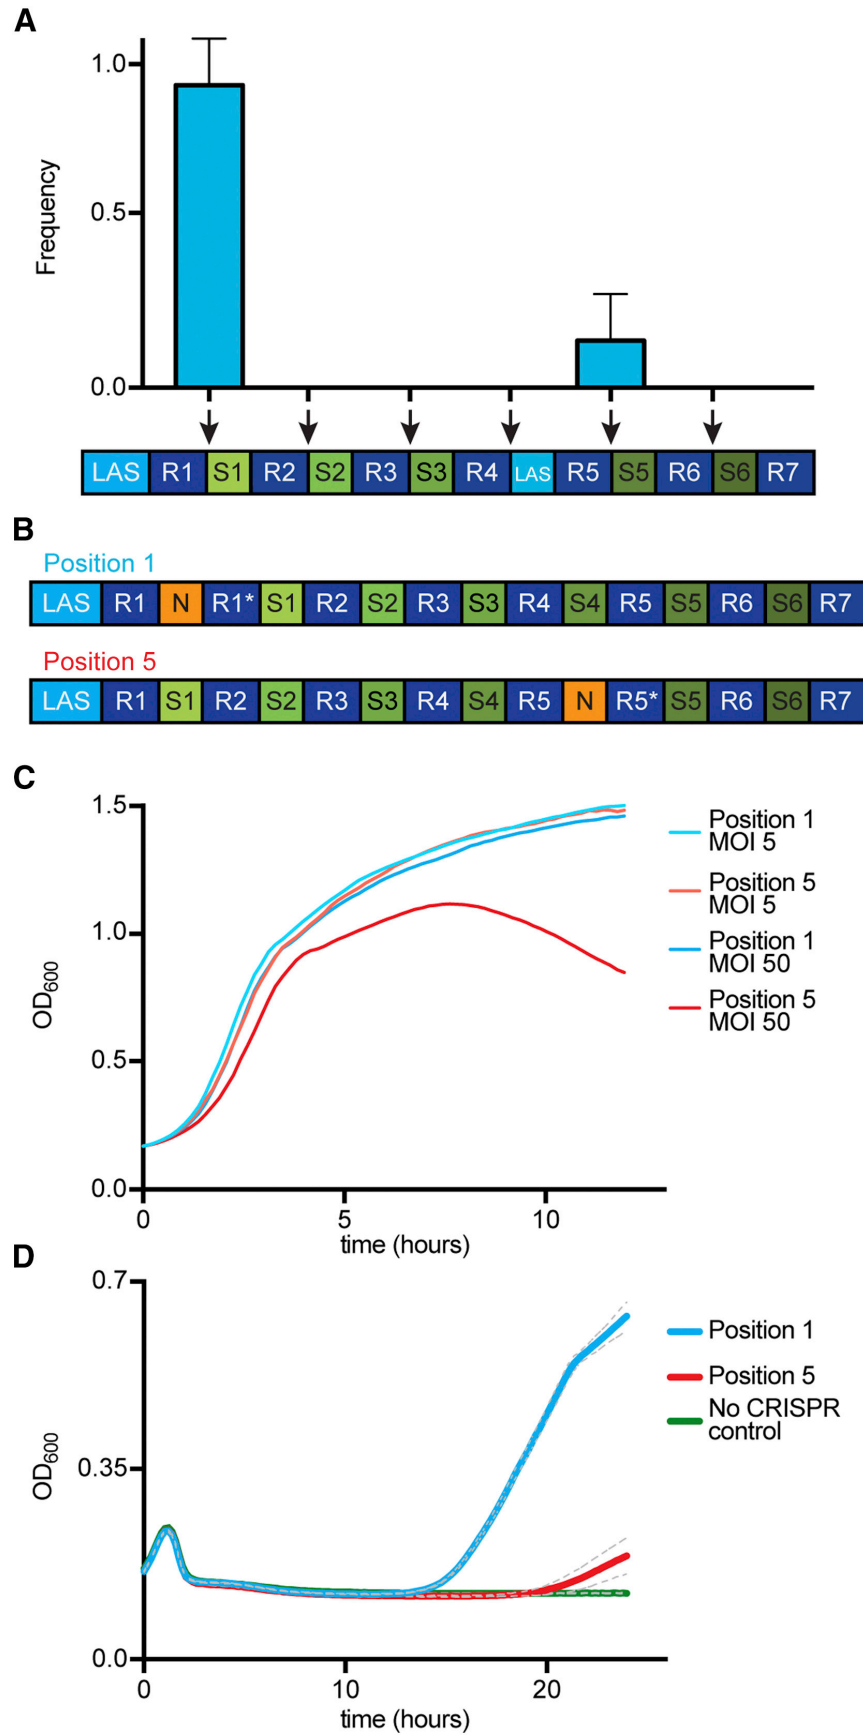 A
1.0
0.5
0.0
Frequency
LAS R1 S1 R2 S2 R3 S3 R4 LAS R5 S5 R6 S6 R7
B
Position 1
LAS R1 N R1* S1 R2 S2 R3 S3 R4 S4 R5 S5 R6 S6 R7
Position 5
LAS R1 S1 R2 S2 R3 S3 R4 S4 R5 N R5* S5 R6 S6 R7
C
1.5
1.0
0.5
0.0
OD600
0 5 10
time (hours)
Position 1
MOI 5
Position 5
MOI 5
Position 1
MOI 50
Position 5
MOI 50
D
0.7
0.35
0.0
OD600
0 10 20
time (hours)
Position 1
Position 5
No CRISPR
control